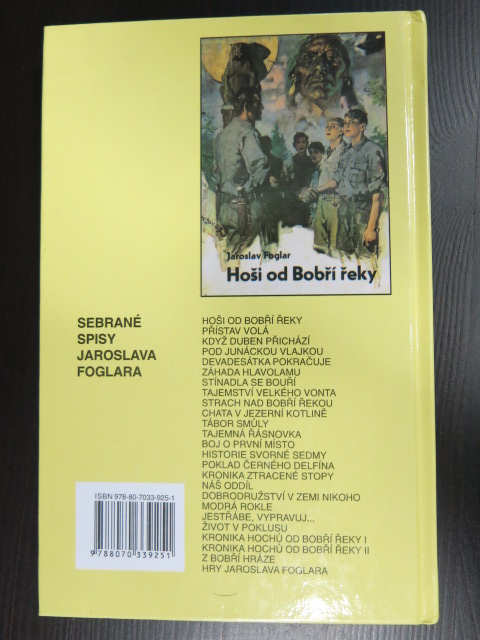 Jaroslav Foglar
Hoši od Bobří řeky
SEBRANÉ
SPISY
JAROSLAVA
FOGLARA
HOŠI OD BOBŘÍ ŘEKY
PŘÍSTAV VOLÁ
KDYŽ DUBEN PŘICHÁZÍ
POD JUNÁCKOU VLAJKOU
DEVADESÁTKA POKRAČUJE
ZÁHADA HLAVOLAMU
STÍNADLA SE BOUŘÍ
TAJEMSTVÍ VELKÉHO VONTA
STRACH NAD BOBŘÍ ŘEKOU
CHATA V JEZERNÍ KOTLINĚ
TÁBOR SMŮLY
TAJEMNÁ ŘÁSNOVKA
BOJ O PRVNÍ MÍSTO
HISTORIE SVORNÉ SEDMY
POKLAD ČERNÉHO DELFÍNA
KRONIKA ZTRACENÉ STOPY
NÁŠ ODDÍL
DOBRODRUŽSTVÍ V ZEMI NIKOHO
MODRÁ ROKLE
JESTŘÁBE, VYPRAVUJ...
ŽIVOT V POKLUSU
KRONIKA HOCHŮ OD BOBŘÍ ŘEKY I
KRONIKA HOCHŮ OD BOBŘÍ ŘEKY II
Z BOBŘÍ HRÁZE
HRY JAROSLAVA FOGLARA
ISBN 978-80-7033-925-1
9 788070 339251